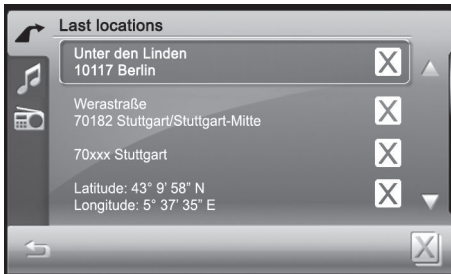 Last locations
Unter den Linden
10117 Berlin
X
Werastraße
70182 Stuttgart/Stuttgart-Mitte
X
70xxx Stuttgart
X
Latitude: 43° 9’ 58” N
Longitude: 5° 37’ 35” E
X
X